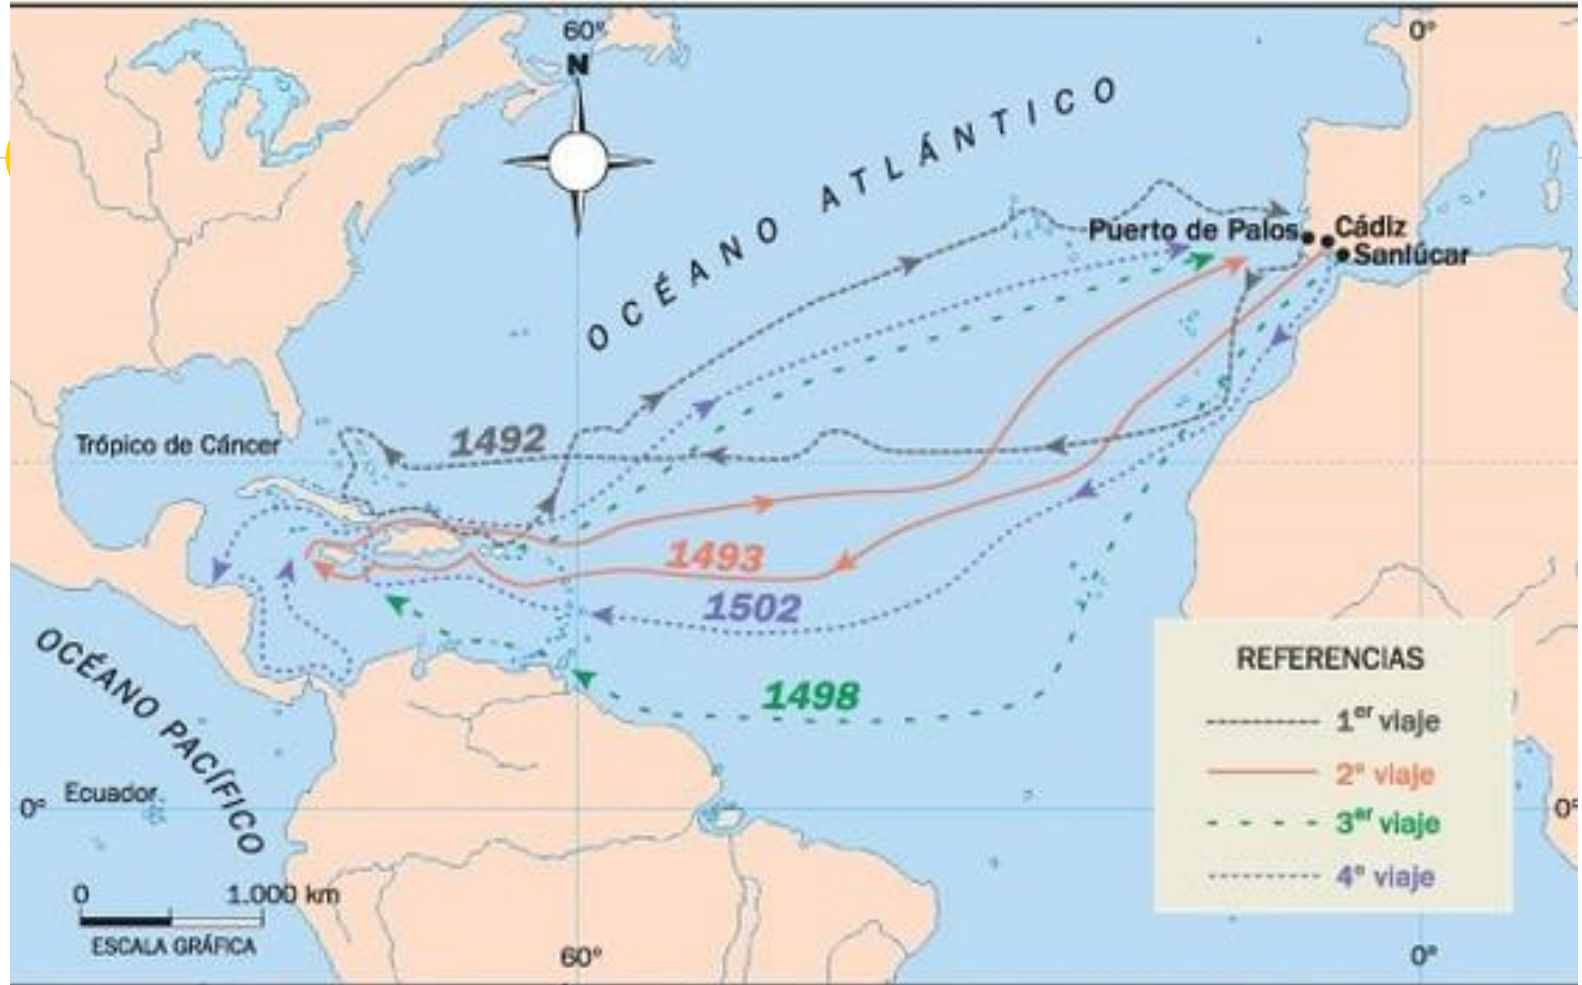 60°
0°
N
OCÉANO ATLÁNTICO
Puerto de Palos
Cádiz
Sanlúcar
Trópico de Cáncer
1492
1493
1502
1498
OCÉANO PACÍFICO
Ecuador
0°
0°
REFERENCIAS
1er viaje
2º viaje
3er viaje
4º viaje
0 1.000 km
ESCALA GRÁFICA
60°
0°